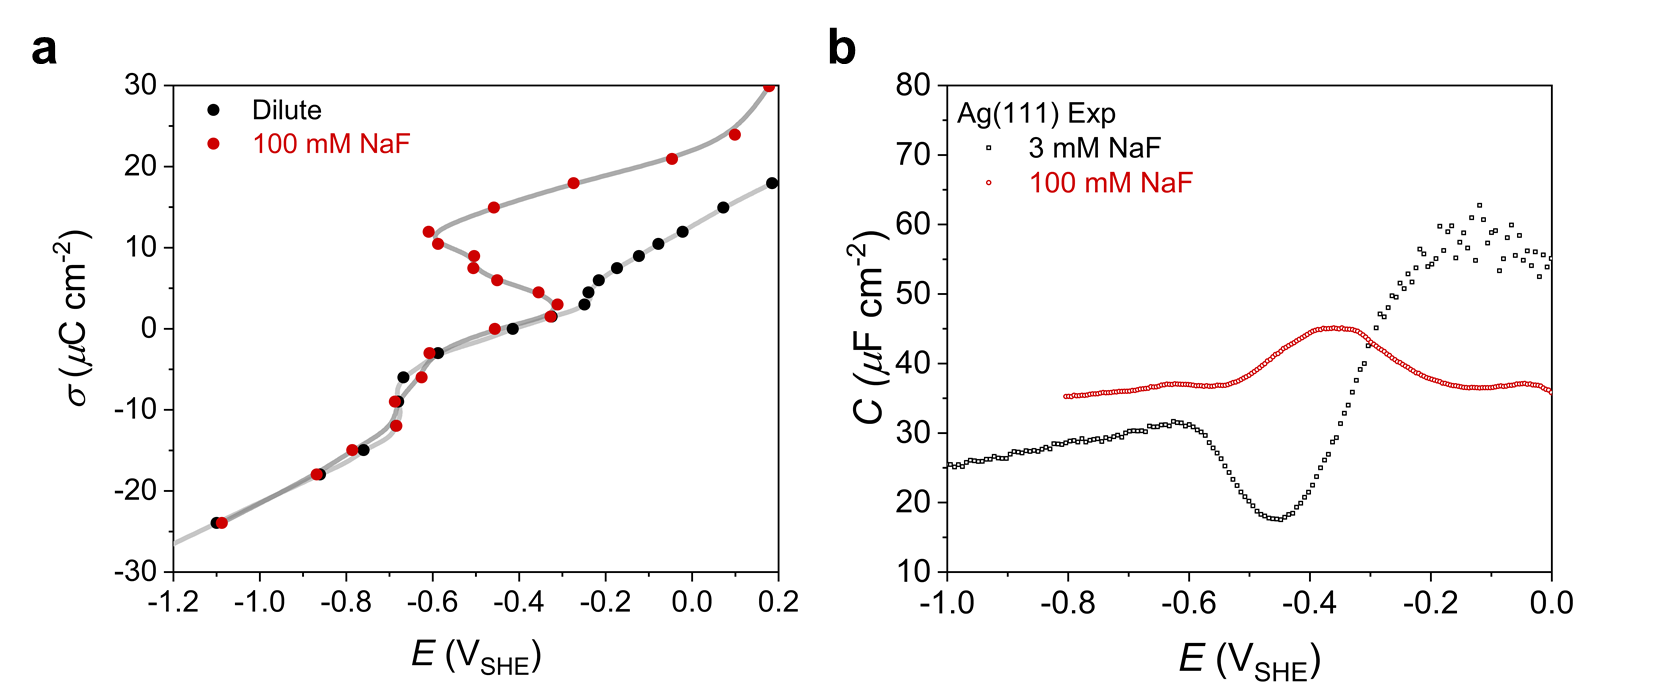 a
30
20
10
0
-10
-20
-30
-1.2 -1.0 -0.8 -0.6 -0.4 -0.2 0.0 0.2
σ (μC cm-2)
E (VSHE)
Dilute
100 mM NaF
b
80
70
60
50
40
30
20
10
-1.0 -0.8 -0.6 -0.4 -0.2 0.0
C (μF cm-2)
E (VSHE)
Ag(111) Exp
3 mM NaF
100 mM NaF